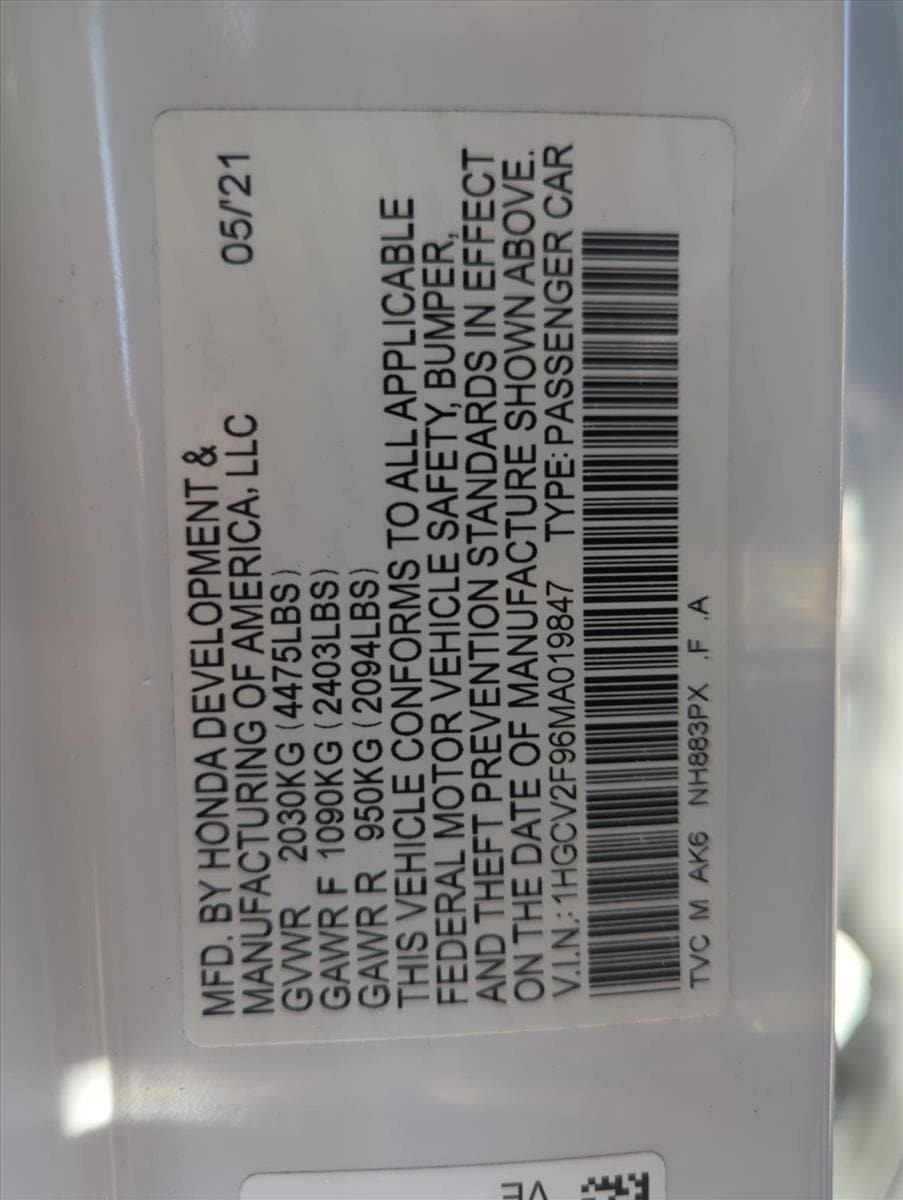 MFD. BY HONDA DEVELOPMENT &
MANUFACTURING OF AMERICA, LLC 05/'21
GVWR 2030KG (4475LBS)
GAWR F 1090KG (2403LBS)
GAWR R 950KG (2094LBS)
THIS VEHICLE CONFORMS TO ALL APPLICABLE
FEDERAL MOTOR VEHICLE SAFETY, BUMPER,
AND THEFT PREVENTION STANDARDS IN EFFECT
ON THE DATE OF MANUFACTURE SHOWN ABOVE.
V.I.N.:1HGCV2F96MA019847 TYPE: PASSENGER CAR
TVC M AK6 NH883PX .F .A